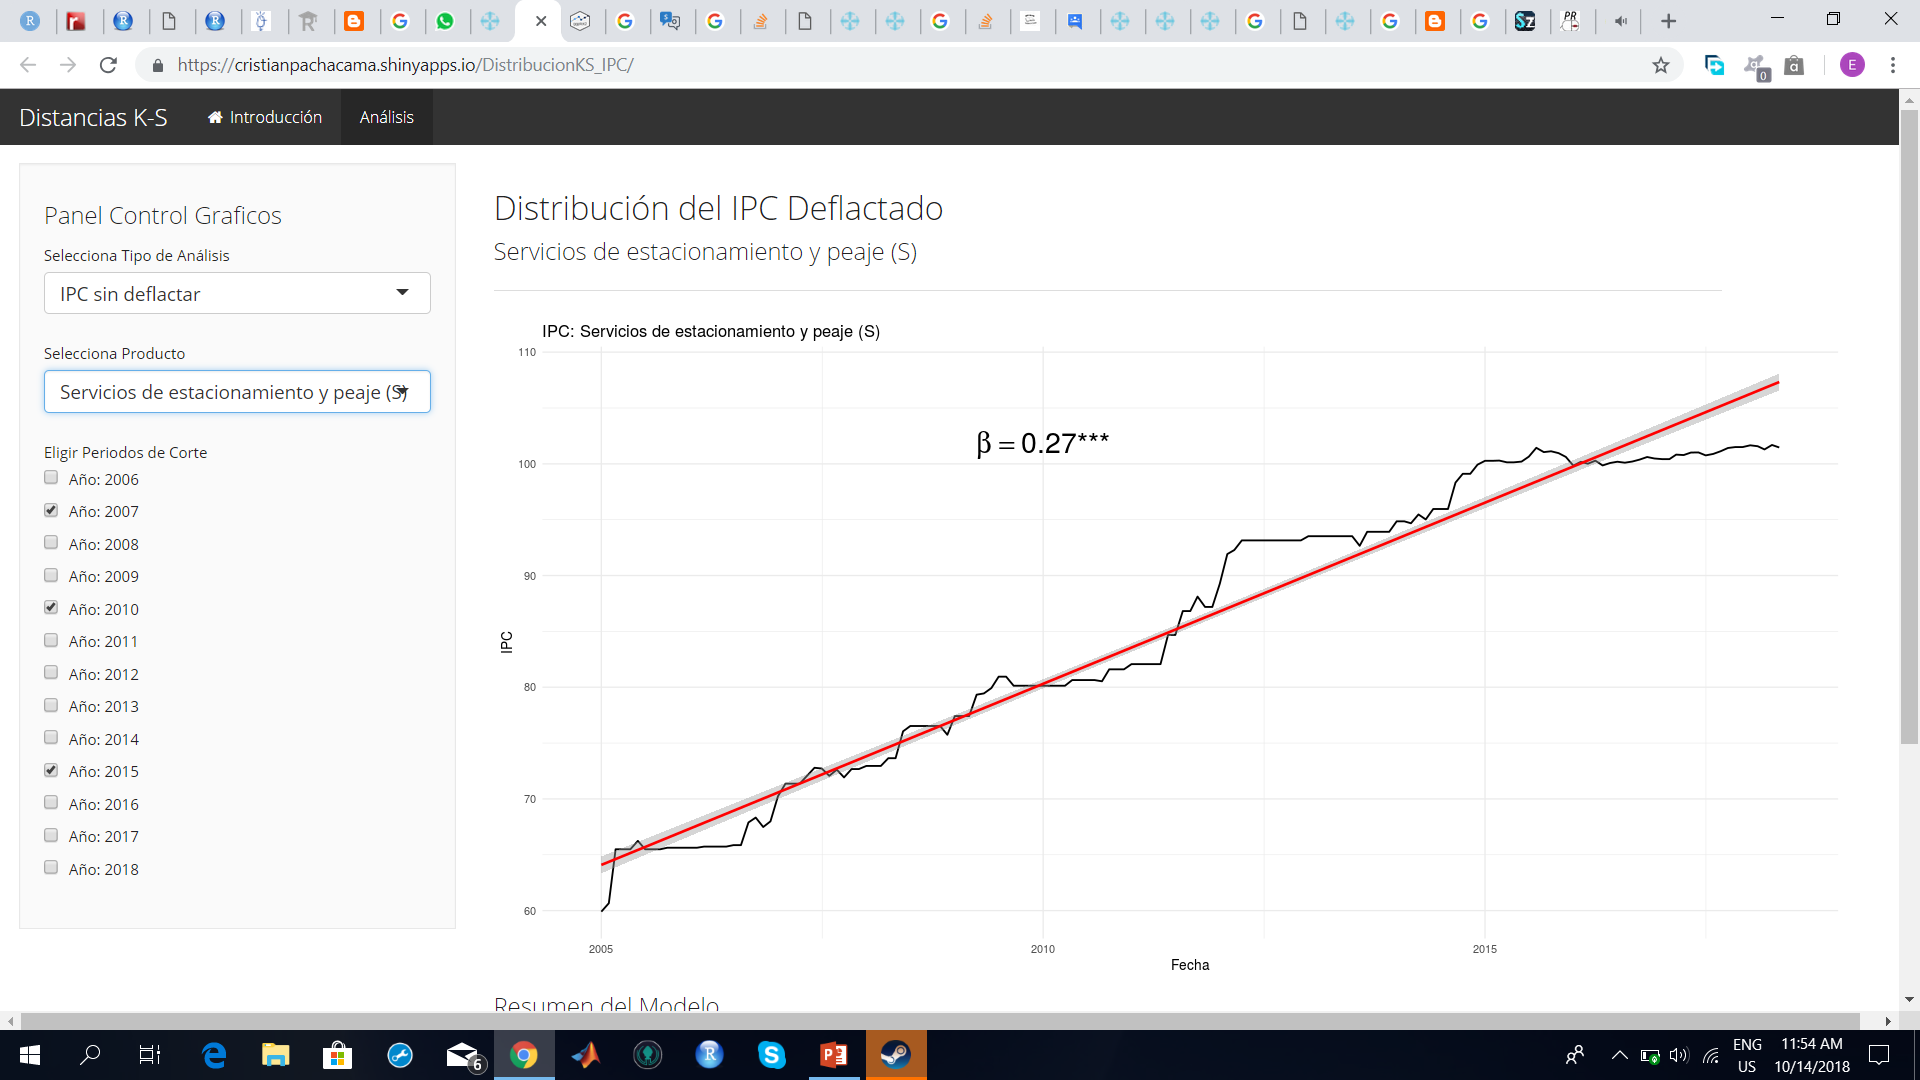 https://cristianpachacama.shinyapps.io/DistribucionKS_IPC/
0
E
Distancias K-S
Introducción
Análisis
Panel Control Graficos
Selecciona Tipo de Análisis
IPC sin deflactar
Selecciona Producto
Servicios de estacionamiento y peaje (S)
Eligir Periodos de Corte
Año: 2006
Año: 2007
Año: 2008
Año: 2009
Año: 2010
Año: 2011
Año: 2012
Año: 2013
Año: 2014
Año: 2015
Año: 2016
Año: 2017
Año: 2018
Distribución del IPC Deflactado
Servicios de estacionamiento y peaje (S)
IPC: Servicios de estacionamiento y peaje (S)
β = 0.27***
110
100
90
80
70
60
IPC
2005
2010
2015
Fecha
Resumen del Modelo
6
ENG
US
11:54 AM
10/14/2018